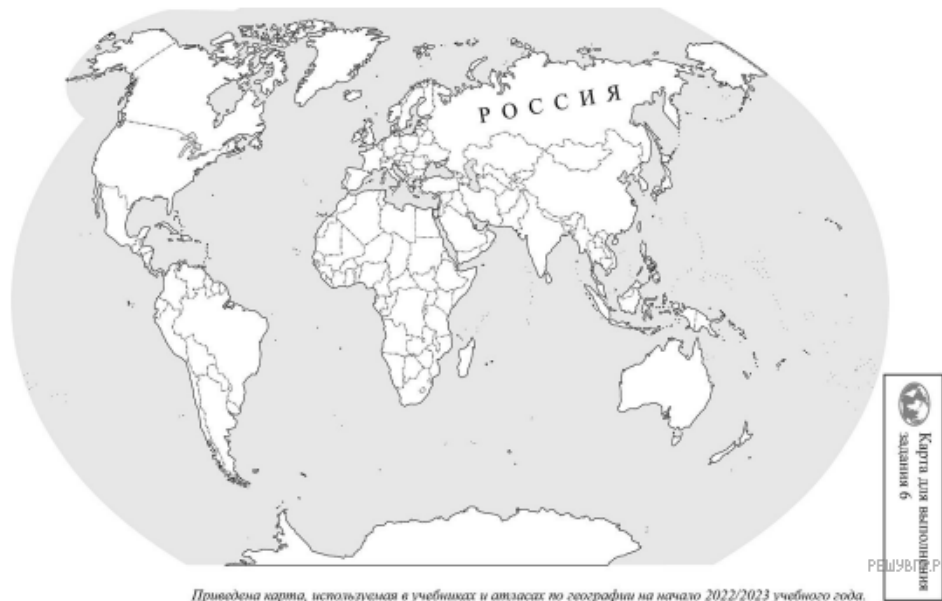 РОССИЯ
Карта для выполнения
задания 6
РЕШУВПР.Р
Приведена карта, используемая в учебниках и атласах по географии на начало 2022/2023 учебного года.